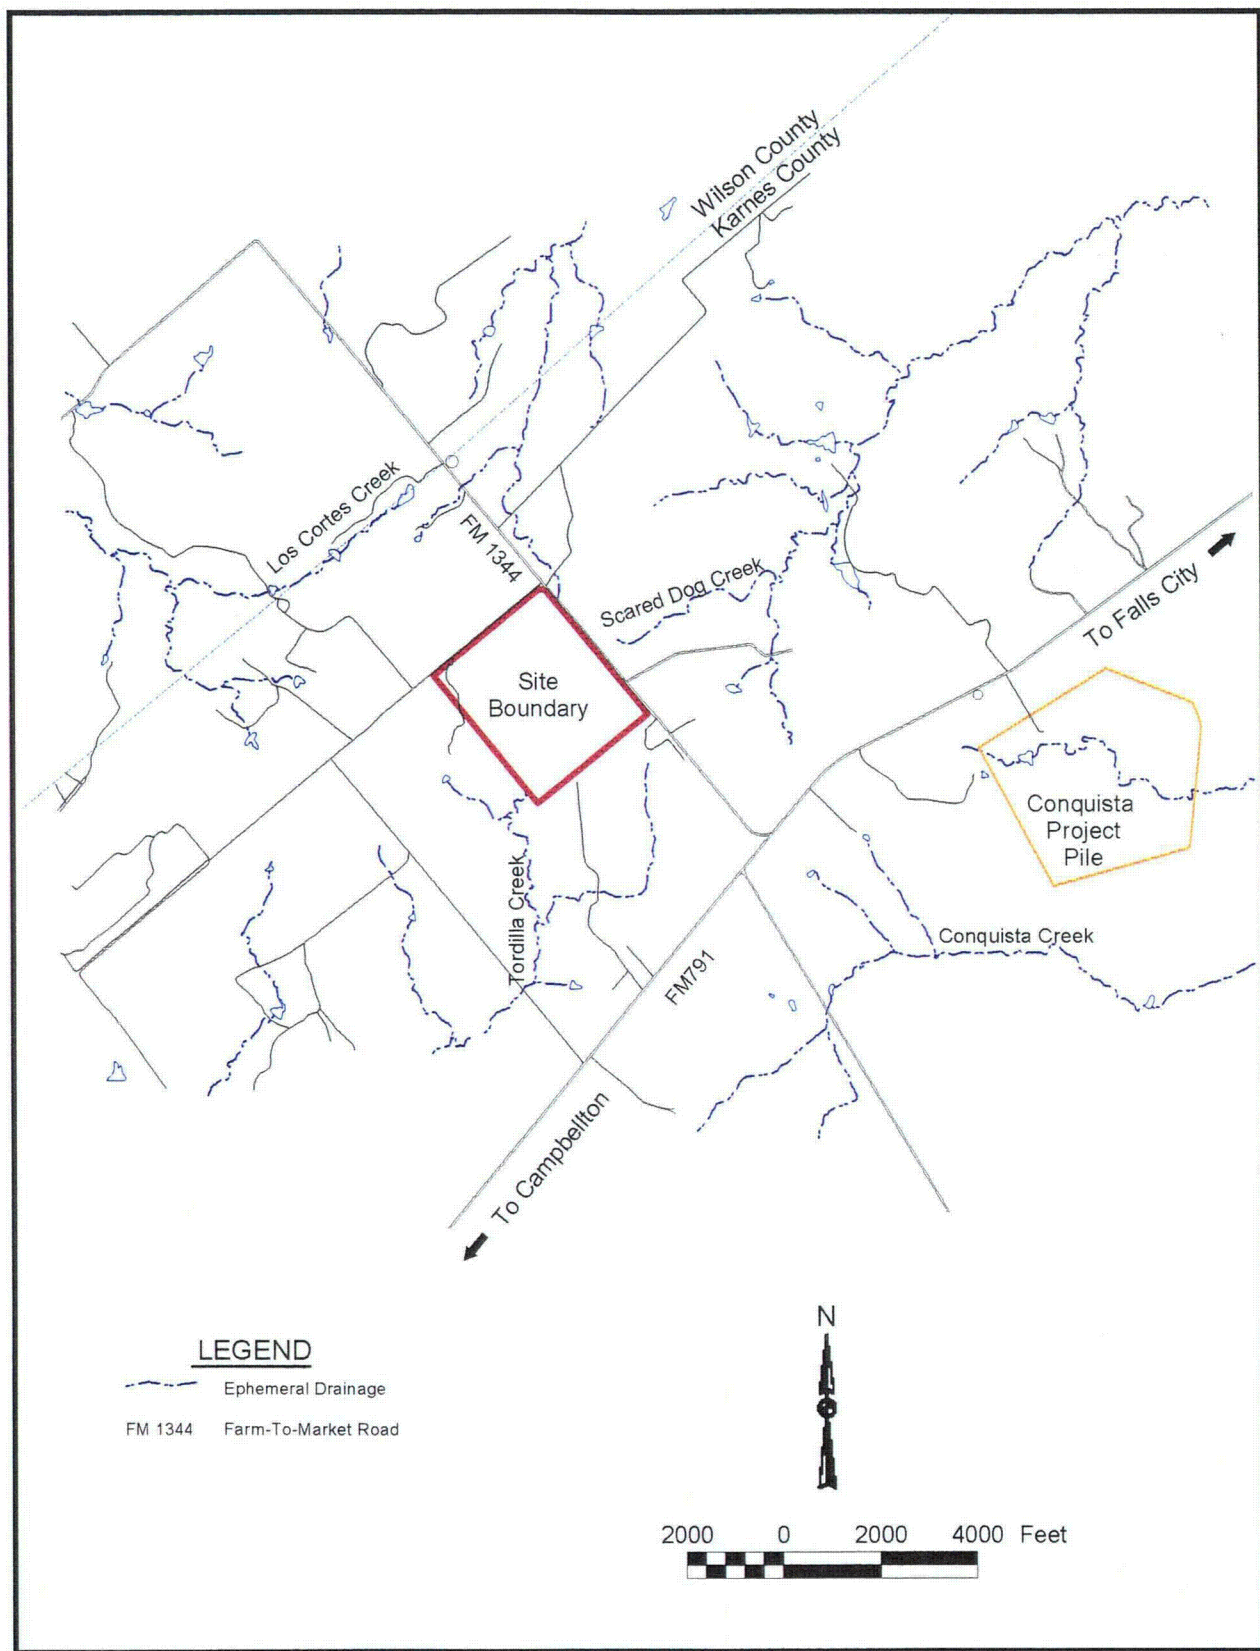 Wilson County
Karnes County
Los Cortes Creek
FM 1344
Scared Dog Creek
To Falls City
Site
Boundary
Conquista
Project
Pile
Tordilla Creek
Conquista Creek
FM791
To Campbellton
N
LEGEND
Ephemeral Drainage
FM 1344 Farm-To-Market Road
2000 0 2000 4000 Feet